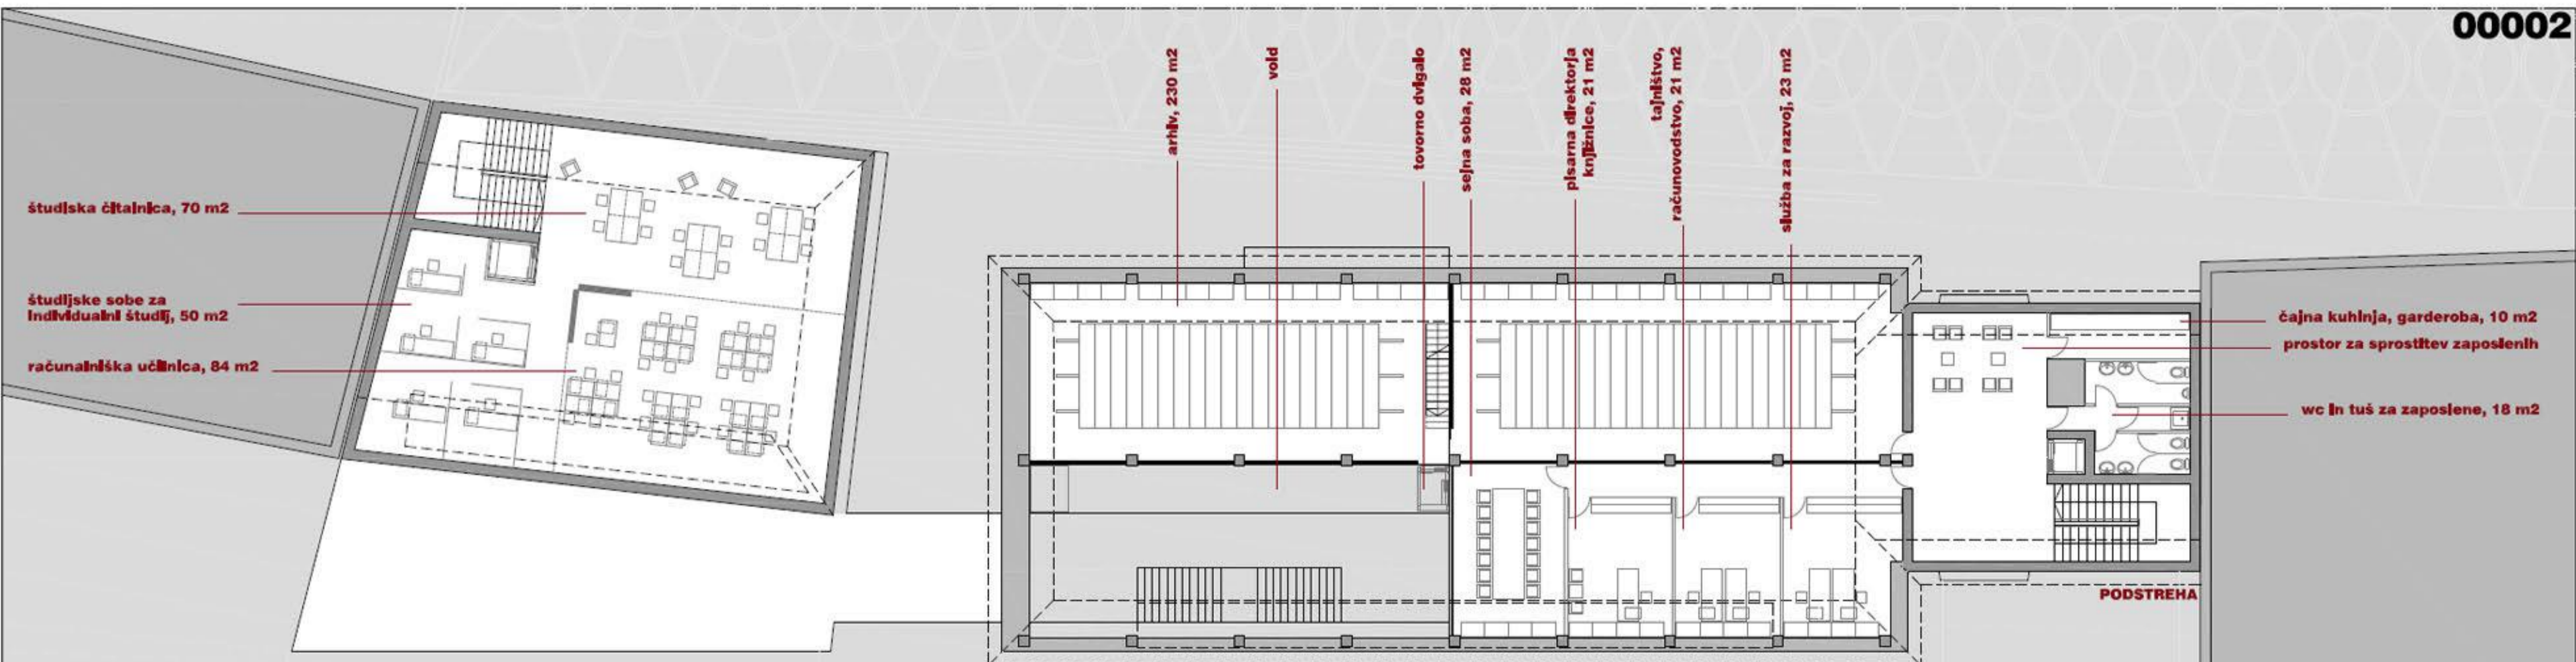 00002
arhiv, 230 m2
void
tovorno dvigalo
sejna soba, 28 m2
pisarna direktorja
knjižnice, 21 m2
tajništvo,
računovodstvo, 21 m2
služba za razvoj, 23 m2
študiska čitalnica, 70 m2
študijske sobe za
individualni študij, 50 m2
računalniška učilnica, 84 m2
čajna kuhinja, garderoba, 10 m2
prostor za sprostitev zaposlenih
wc in tuš za zaposlene, 18 m2
PODSTREHA